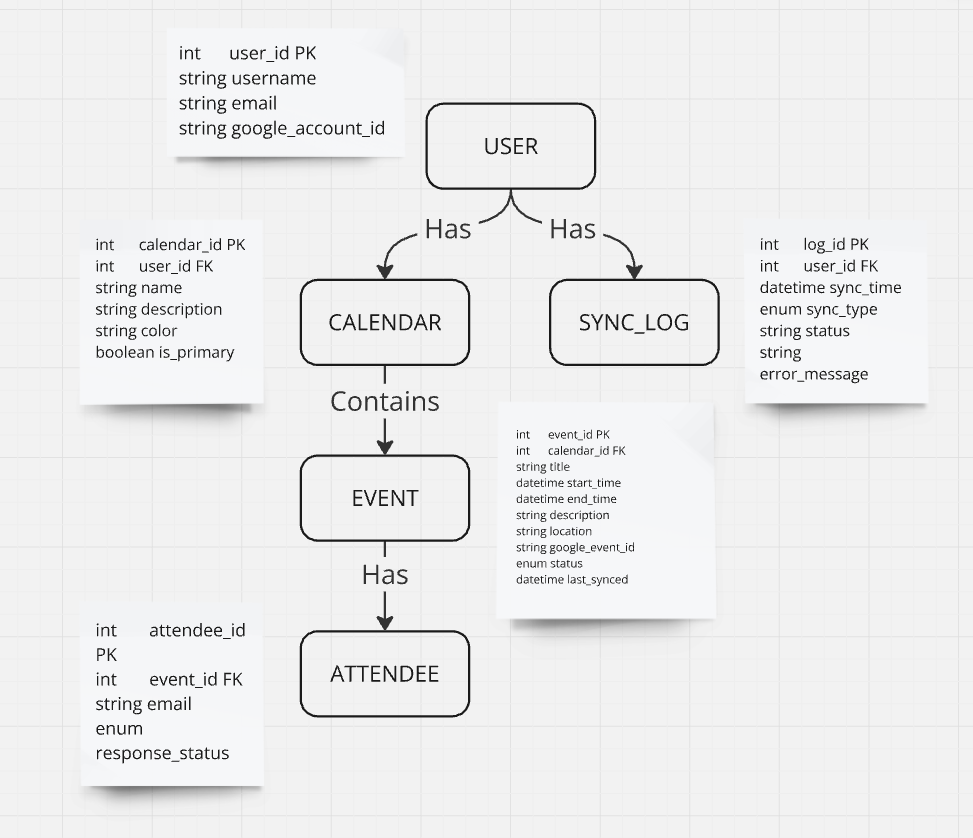 int user_id PK
string username
string email
string google_account_id
USER
Has
Has
int calendar_id PK
int user_id FK
string name
string description
string color
boolean is_primary
CALENDAR
SYNC_LOG
int log_id PK
int user_id FK
datetime sync_time
enum sync_type
string status
string
error_message
Contains
EVENT
int event_id PK
int calendar_id FK
string title
datetime start_time
datetime end_time
string description
string location
string google_event_id
enum status
datetime last_synced
Has
ATTENDEE
int attendee_id
PK
int event_id FK
string email
enum
response_status